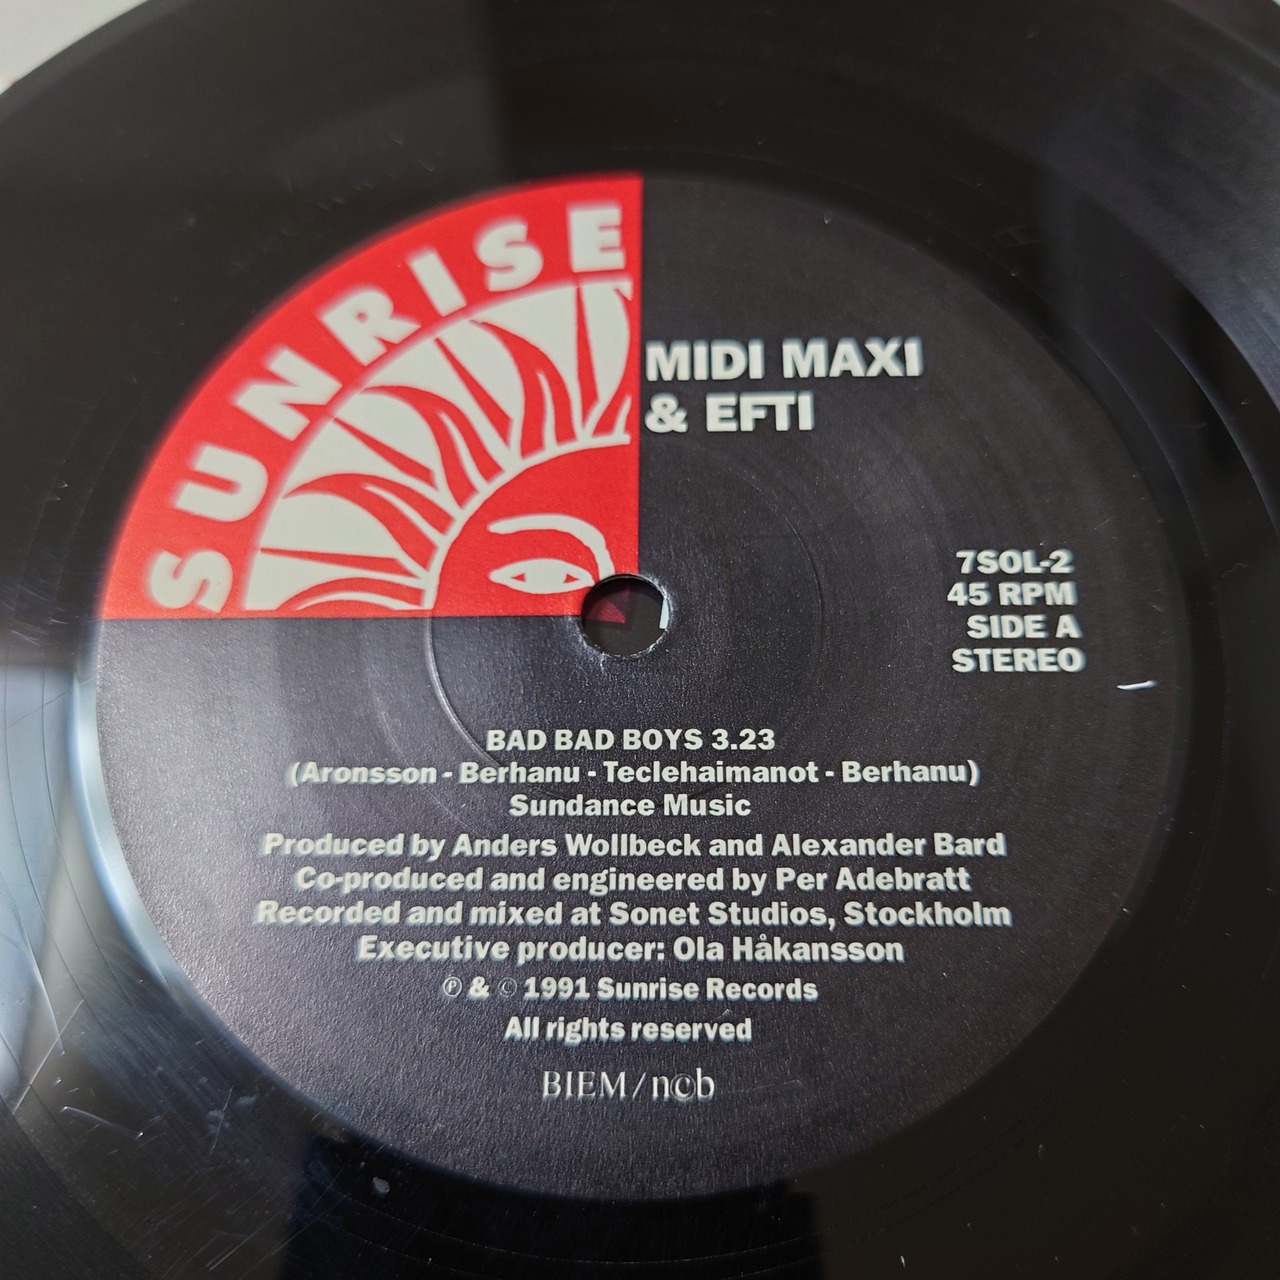 SUNRISE
MIDI MAXI
& EFTI
7SOL-2
45 RPM
SIDE A
STEREO
BAD BAD BOYS 3.23
(Aronsson - Berhanu - Teclehaimanot - Berhanu)
Sundance Music
Produced by Anders Wollbeck and Alexander Bard
Co-produced and engineered by Per Adebratt
Recorded and mixed at Sonet Studios, Stockholm
Executive producer: Ola Håkansson
℗ & © 1991 Sunrise Records
All rights reserved
BIEM/n©b